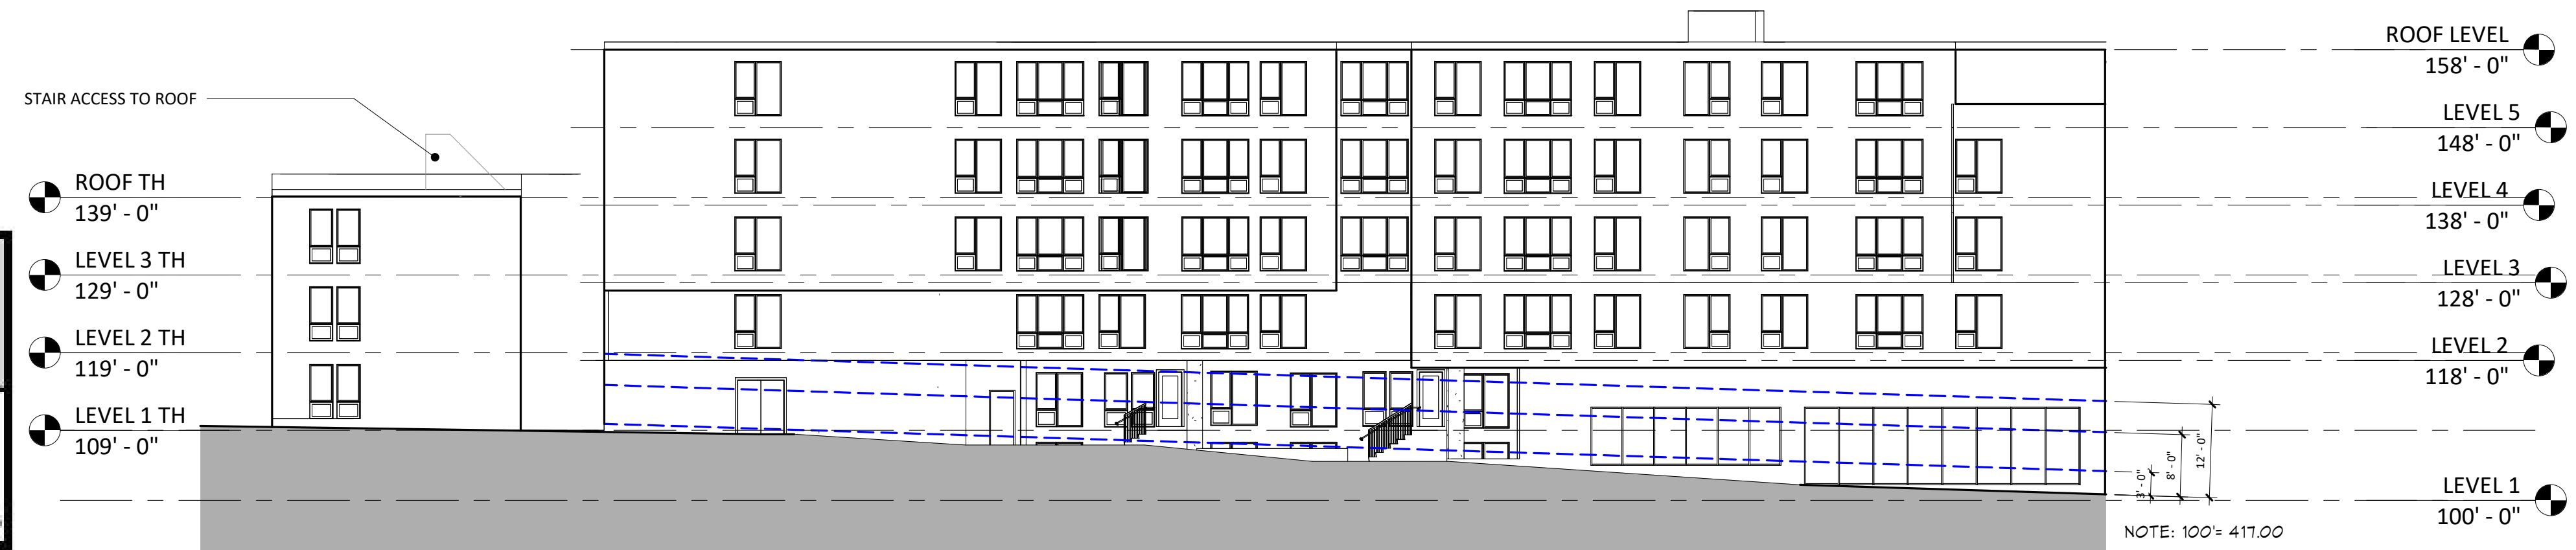 STAIR ACCESS TO ROOF
ROOF TH
139' - 0"
LEVEL 3 TH
129' - 0"
LEVEL 2 TH
119' - 0"
LEVEL 1 TH
109' - 0"
ROOF LEVEL
158' - 0"
LEVEL 5
148' - 0"
LEVEL 4
138' - 0"
LEVEL 3
128' - 0"
LEVEL 2
118' - 0"
LEVEL 1
100' - 0"
3' - 0"
8' - 0"
12' - 0"
NOTE: 100'= 417.00